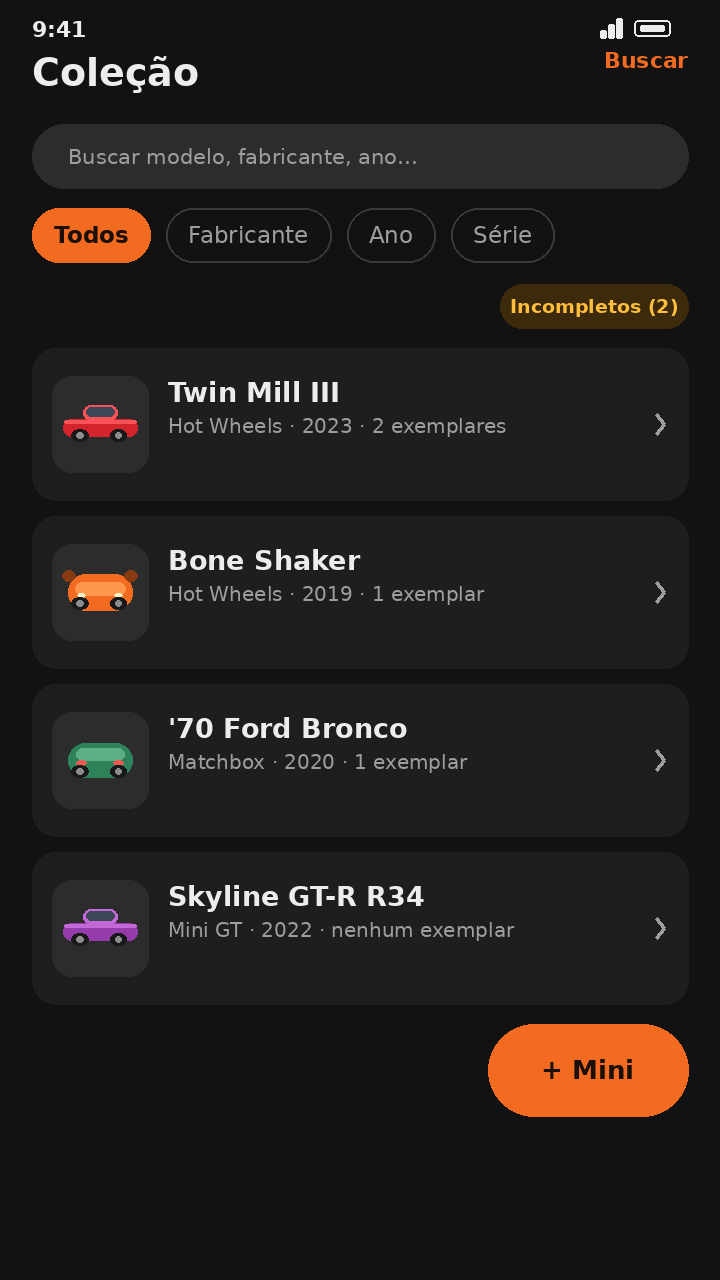 9:41
Coleção
Buscar
Buscar modelo, fabricante, ano...
Todos
Fabricante
Ano
Série
Incompletos (2)
Twin Mill III
Hot Wheels · 2023 · 2 exemplares
Bone Shaker
Hot Wheels · 2019 · 1 exemplar
'70 Ford Bronco
Matchbox · 2020 · 1 exemplar
Skyline GT-R R34
Mini GT · 2022 · nenhum exemplar
+ Mini